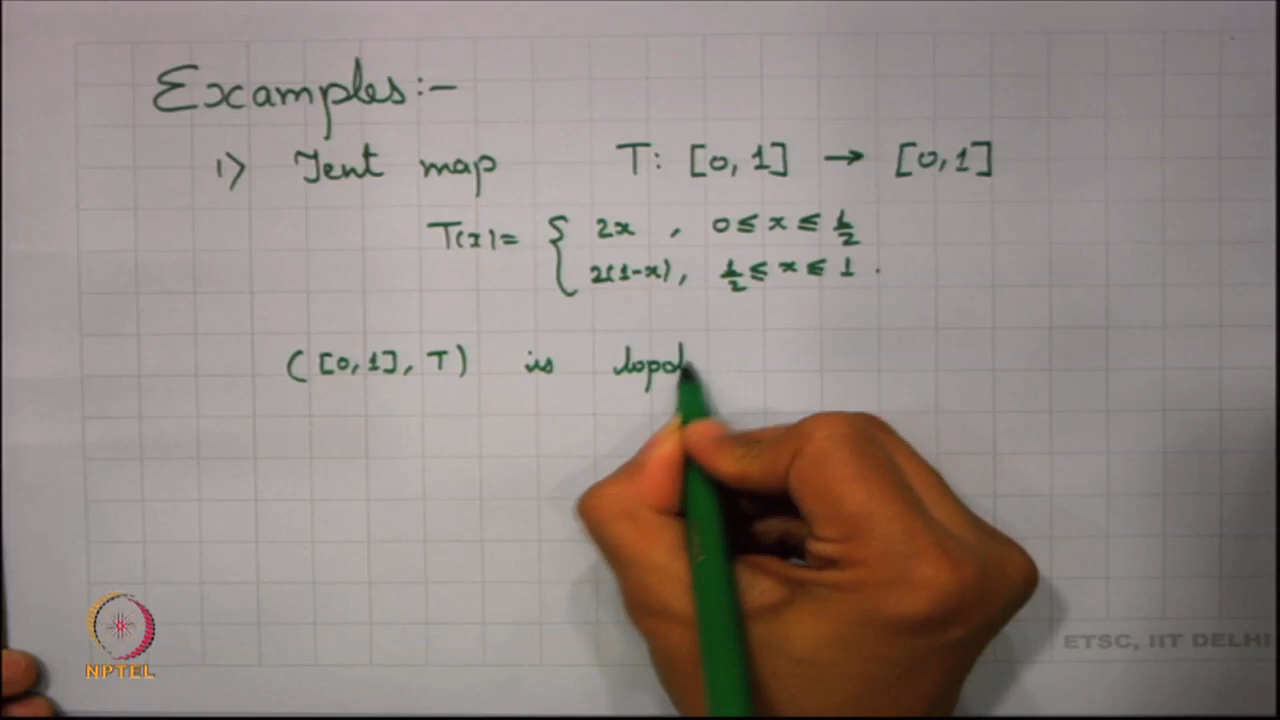 Examples:-
1) Tent map T: [0,1] → [0,1]
T(x)= { 2x , 0 ≤ x ≤ 1/2
2(1-x), 1/2 ≤ x ≤ 1 .
([0,1], T) is topol
NPTEL
ETSC, IIT DELHI